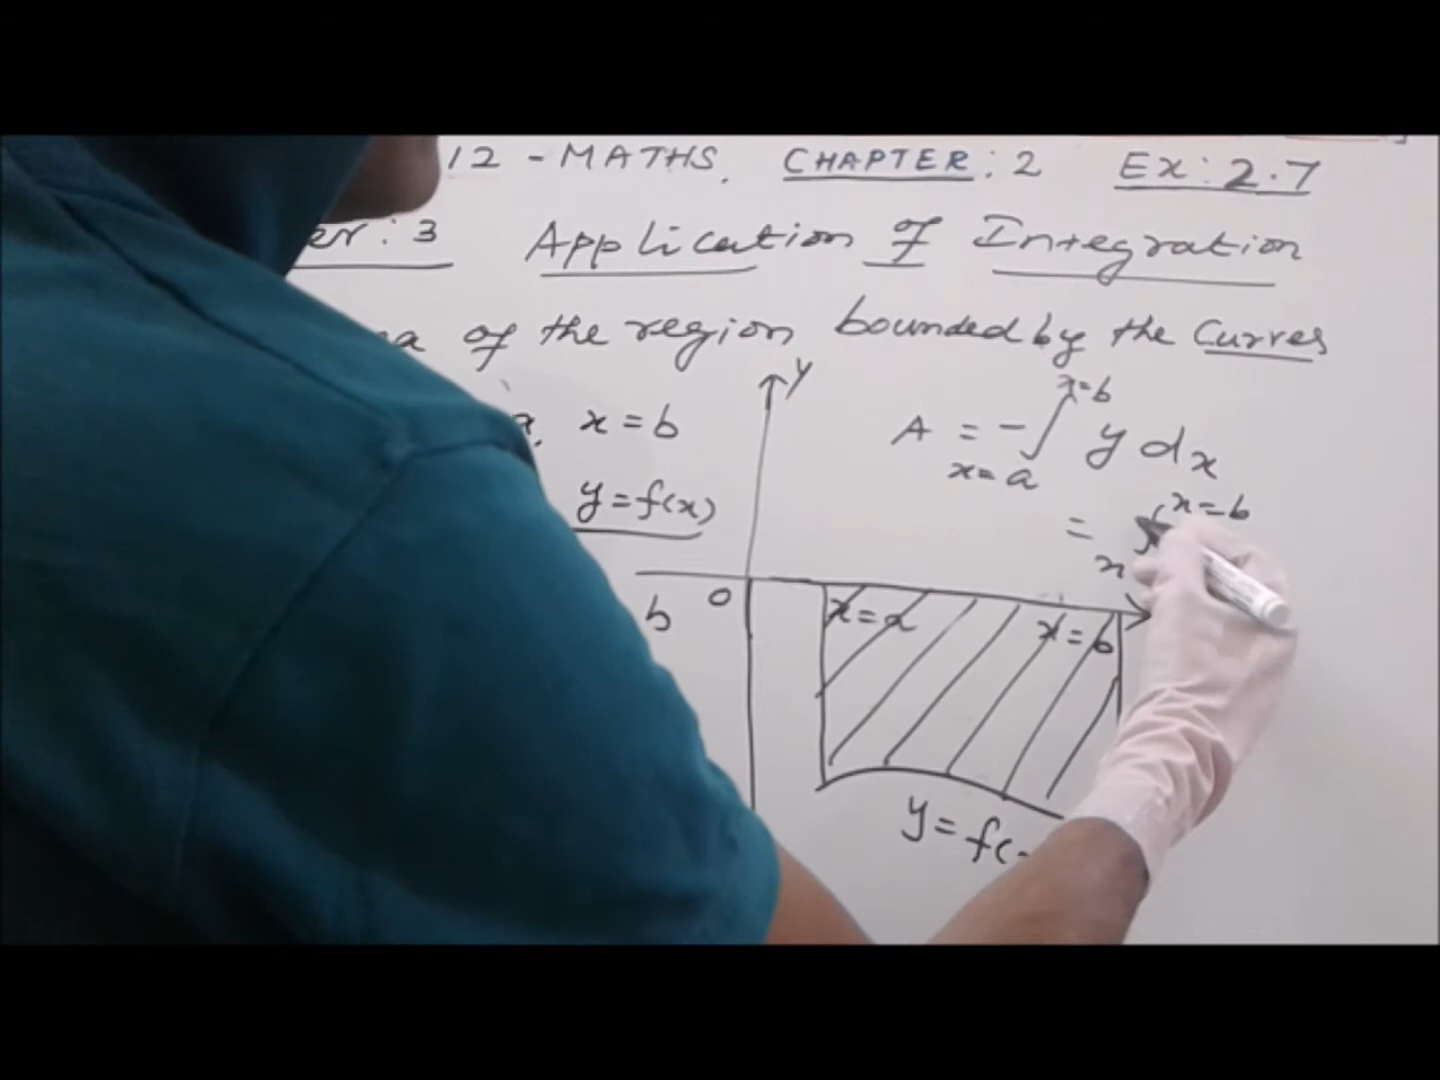 12 - MATHS. CHAPTER: 2 Ex: 2.7
er: 3 Application of Integration
a of the region bounded by the Curves
Y
a, x = b
x=b
A = -∫ y dx
x=a
y = f(x)
x=b
= ∫
x
b 0
x=a
x=b
y = f(